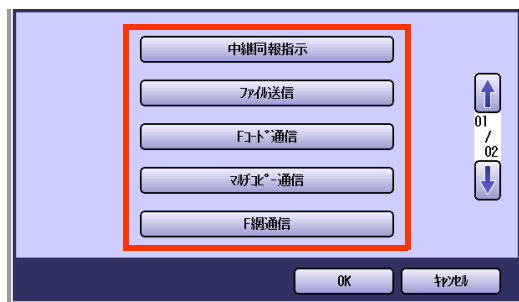 中継同報指示
ﾌｧｲﾙ送信
Fｺｰﾄﾞ通信
ﾏﾙﾁｺﾋﾟｰ通信
F網通信
01
/
02
OK
ｷｬﾝｾﾙ